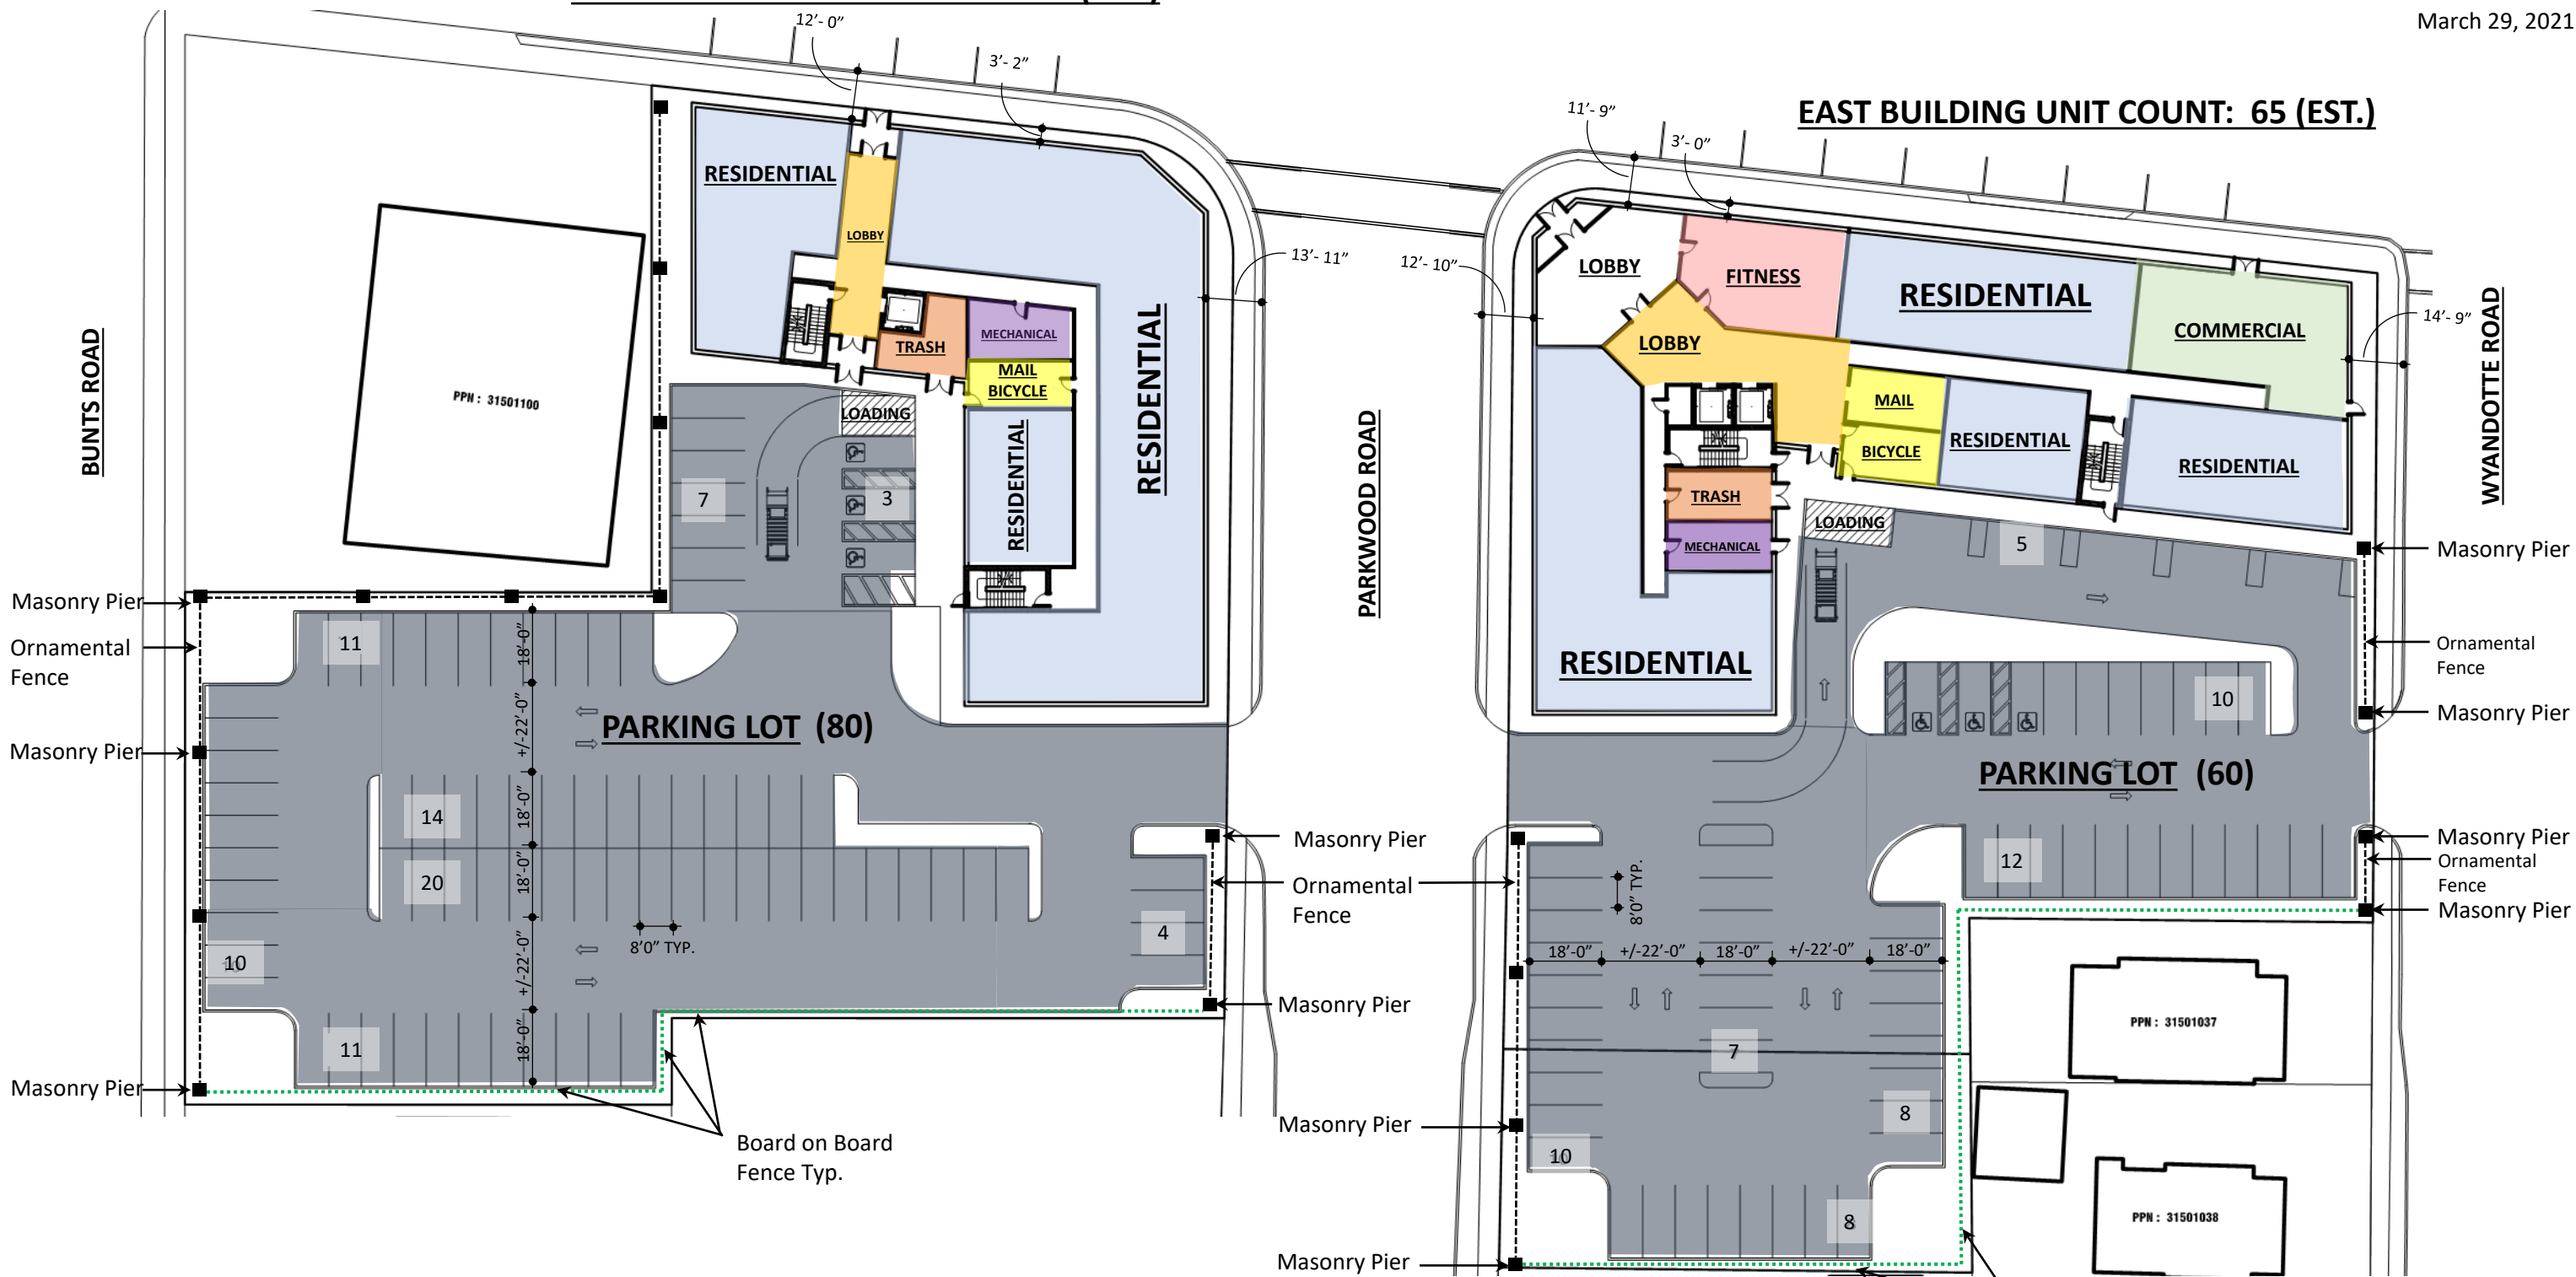 March 29, 2021
12'- 0"
3'- 2"
11'- 9"
3'- 0"
EAST BUILDING UNIT COUNT: 65 (EST.)
RESIDENTIAL
LOBBY
13'- 11"
12'- 10"
LOBBY
FITNESS
RESIDENTIAL
COMMERCIAL
14'- 9"
BUNTS ROAD
PPN : 31501100
TRASH
MECHANICAL
MAIL
BICYCLE
RESIDENTIAL
RESIDENTIAL
LOADING
7
3
PARKWOOD ROAD
LOBBY
MAIL
BICYCLE
RESIDENTIAL
RESIDENTIAL
WYANDOTTE ROAD
TRASH
MECHANICAL
LOADING
5
RESIDENTIAL
Masonry Pier
Ornamental
Fence
Masonry Pier
Masonry Pier
11
18'-0"
+/-22'-0"
PARKING LOT (80)
14
18'-0"
20
18'-0"
8'0" TYP.
10
+/-22'-0"
11
18'-0"
4
Masonry Pier
Ornamental
Fence
Masonry Pier
Board on Board
Fence Typ.
Masonry Pier
Ornamental
Fence
Masonry Pier
10
PARKING LOT (60)
12
Masonry Pier
Ornamental
Fence
Masonry Pier
8'0" TYP.
18'-0"
+/-22'-0"
18'-0"
+/-22'-0"
18'-0"
7
8
10
8
Masonry Pier
Masonry Pier
PPN : 31501037
PPN : 31501038